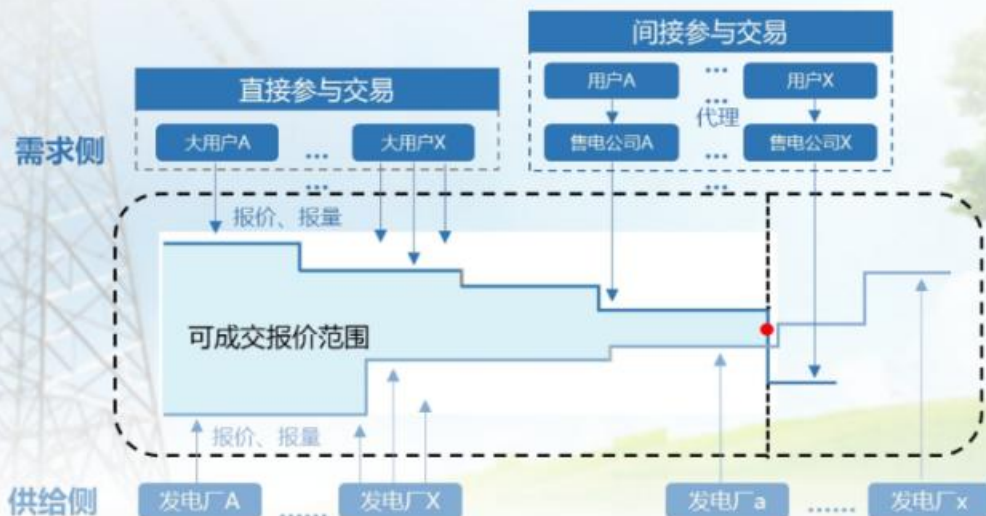 间接参与交易
用户A ... 用户X
直接参与交易
... 代理
需求侧
大用户A ... 大用户X
售电公司A ... 售电公司X
... ...
报价、报量
可成交报价范围
报价、报量
供给侧
发电厂A ...... 发电厂X
发电厂a ...... 发电厂x